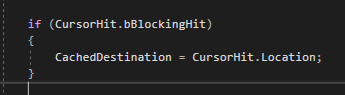 if (CursorHit.bBlockingHit)
{
CachedDestination = CursorHit.Location;
}